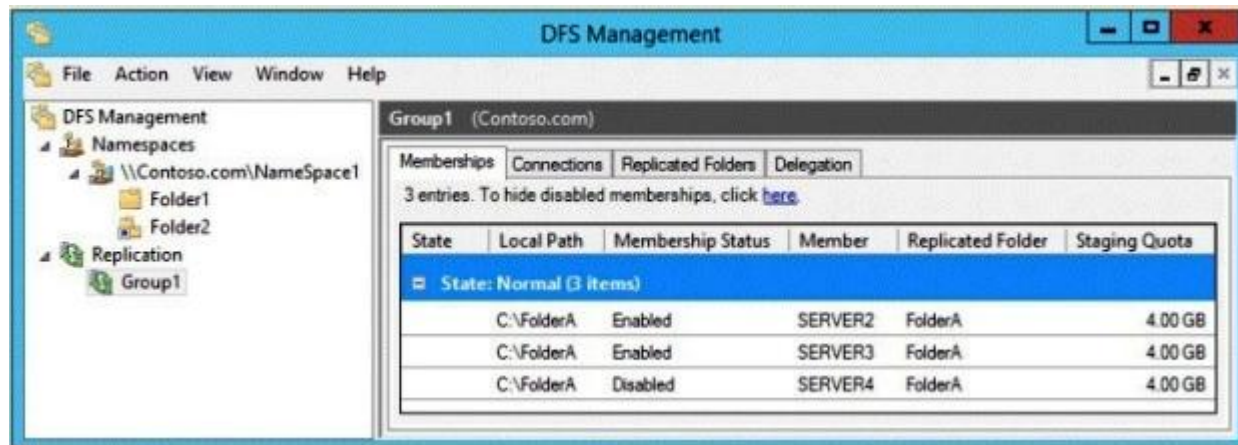 DFS Management
File Action View Window Help
DFS Management
Namespaces
\\Contoso.com\NameSpace1
Folder1
Folder2
Replication
Group1
Group1 (Contoso.com)
Memberships Connections Replicated Folders Delegation
3 entries. To hide disabled memberships, click here.
State Local Path Membership Status Member Replicated Folder Staging Quota
State: Normal (3 items)
C:\FolderA Enabled SERVER2 FolderA 4.00 GB
C:\FolderA Enabled SERVER3 FolderA 4.00 GB
C:\FolderA Disabled SERVER4 FolderA 4.00 GB